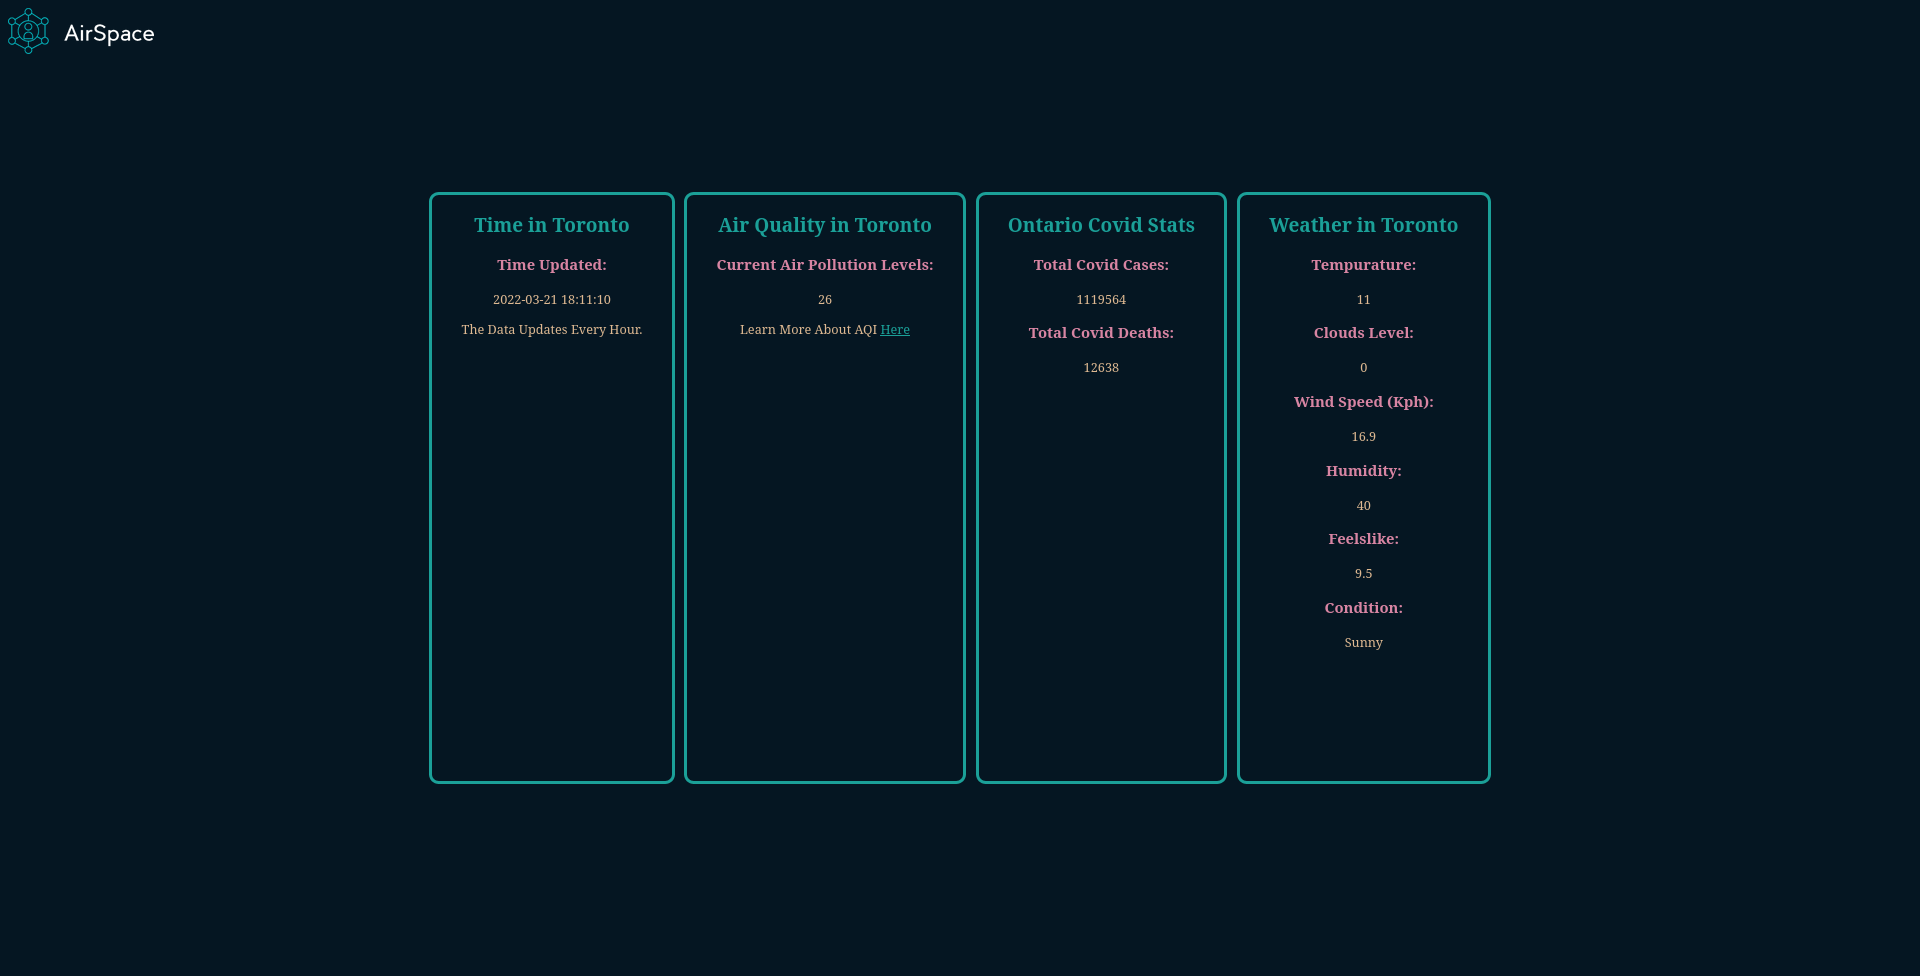 AirSpace
Time in Toronto
Time Updated:
2022-03-21 18:11:10
The Data Updates Every Hour.
Air Quality in Toronto
Current Air Pollution Levels:
26
Learn More About AQI Here
Ontario Covid Stats
Total Covid Cases:
1119564
Total Covid Deaths:
12638
Weather in Toronto
Tempurature:
11
Clouds Level:
0
Wind Speed (Kph):
16.9
Humidity:
40
Feelslike:
9.5
Condition:
Sunny